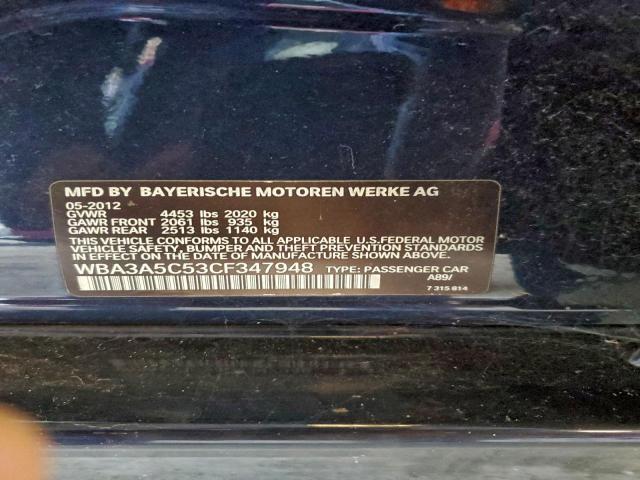 MFD BY BAYERISCHE MOTOREN WERKE AG
05-2012
GVWR 4453 lbs 2020 kg
GAWR FRONT 2061 lbs 935 kg
GAWR REAR 2513 lbs 1140 kg
THIS VEHICLE CONFORMS TO ALL APPLICABLE U.S.FEDERAL MOTOR
VEHICLE SAFETY, BUMPER AND THEFT PREVENTION STANDARDS
IN EFFECT ON THE DATE OF MANUFACTURE SHOWN ABOVE.
WBA3A5C53CF347948 TYPE: PASSENGER CAR
A89/
7 315 814